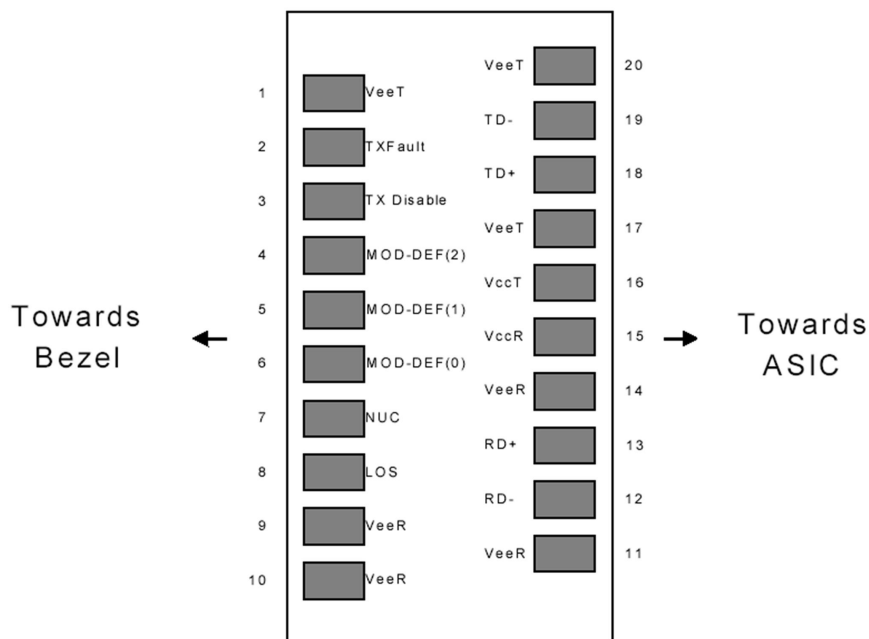 VeeT 20
1 VeeT
TD- 19
2 TXFault
TD+ 18
3 TX Disable
VeeT 17
4 MOD-DEF(2)
VccT 16
5 MOD-DEF(1)
Towards
Bezel
VccR 15
Towards
ASIC
6 MOD-DEF(0)
VeeR 14
7 NUC
RD+ 13
8 LOS
RD- 12
9 VeeR
VeeR 11
10 VeeR